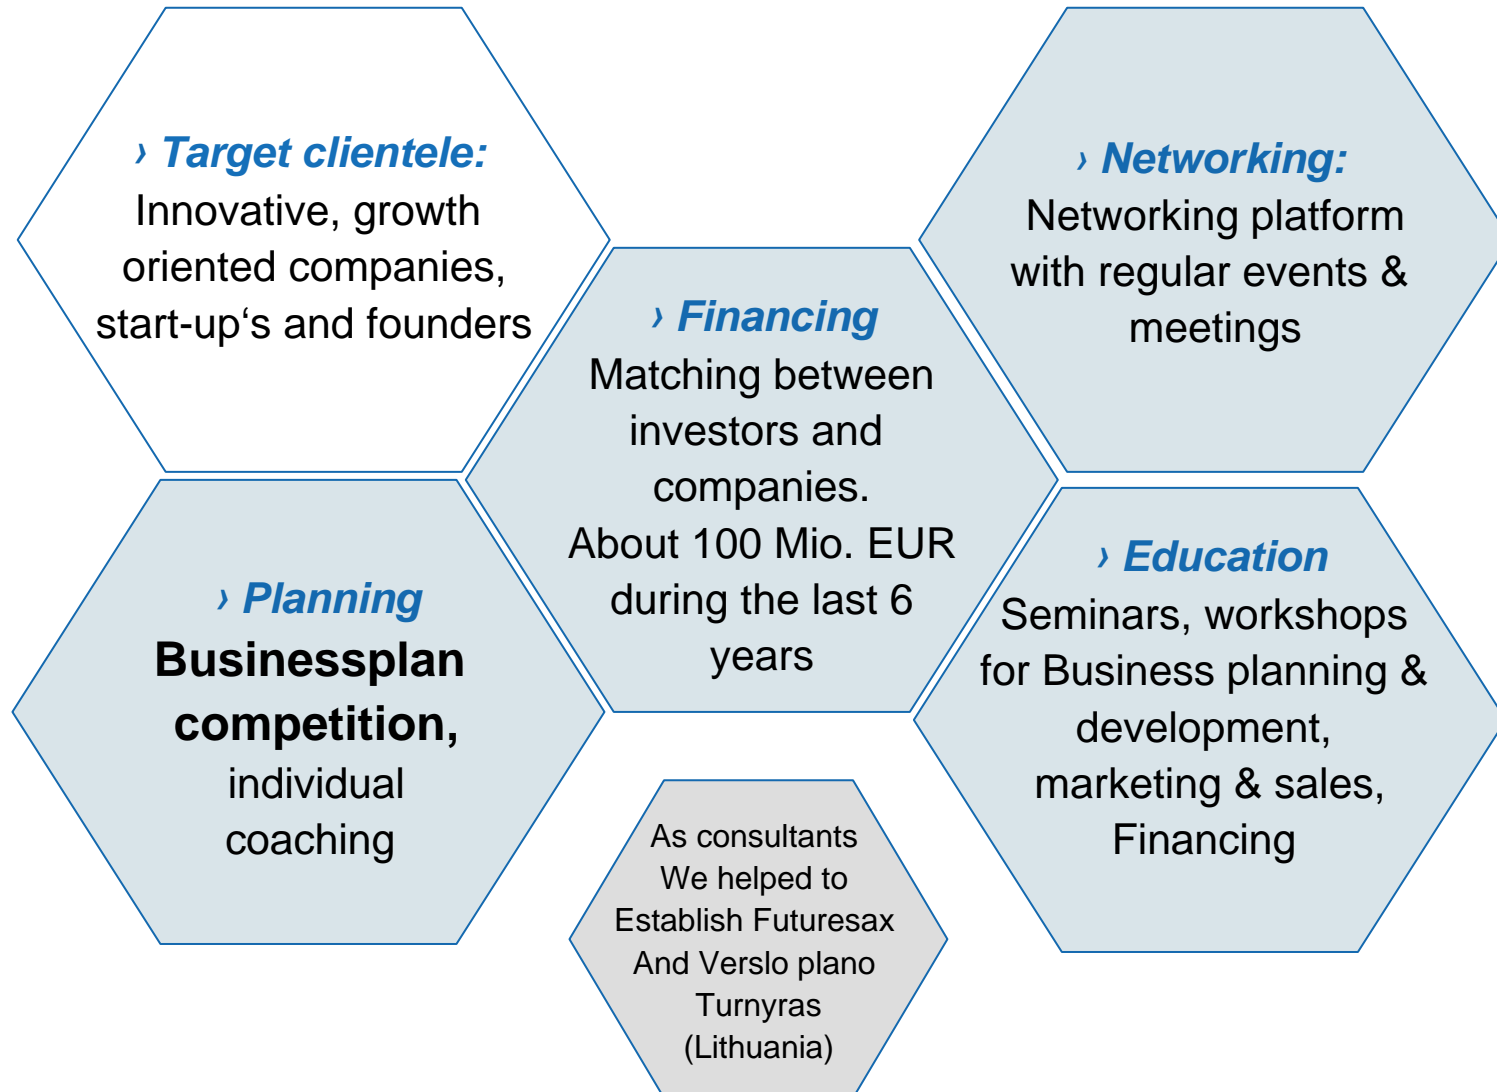 › Target clientele:
Innovative, growth
oriented companies,
start-up‘s and founders
› Networking:
Networking platform
with regular events &
meetings
› Financing
Matching between
investors and
companies.
About 100 Mio. EUR
during the last 6
years
› Planning
Businessplan
competition,
individual
coaching
› Education
Seminars, workshops
for Business planning &
development,
marketing & sales,
Financing
As consultants
We helped to
Establish Futuresax
And Verslo plano
Turnyras
(Lithuania)